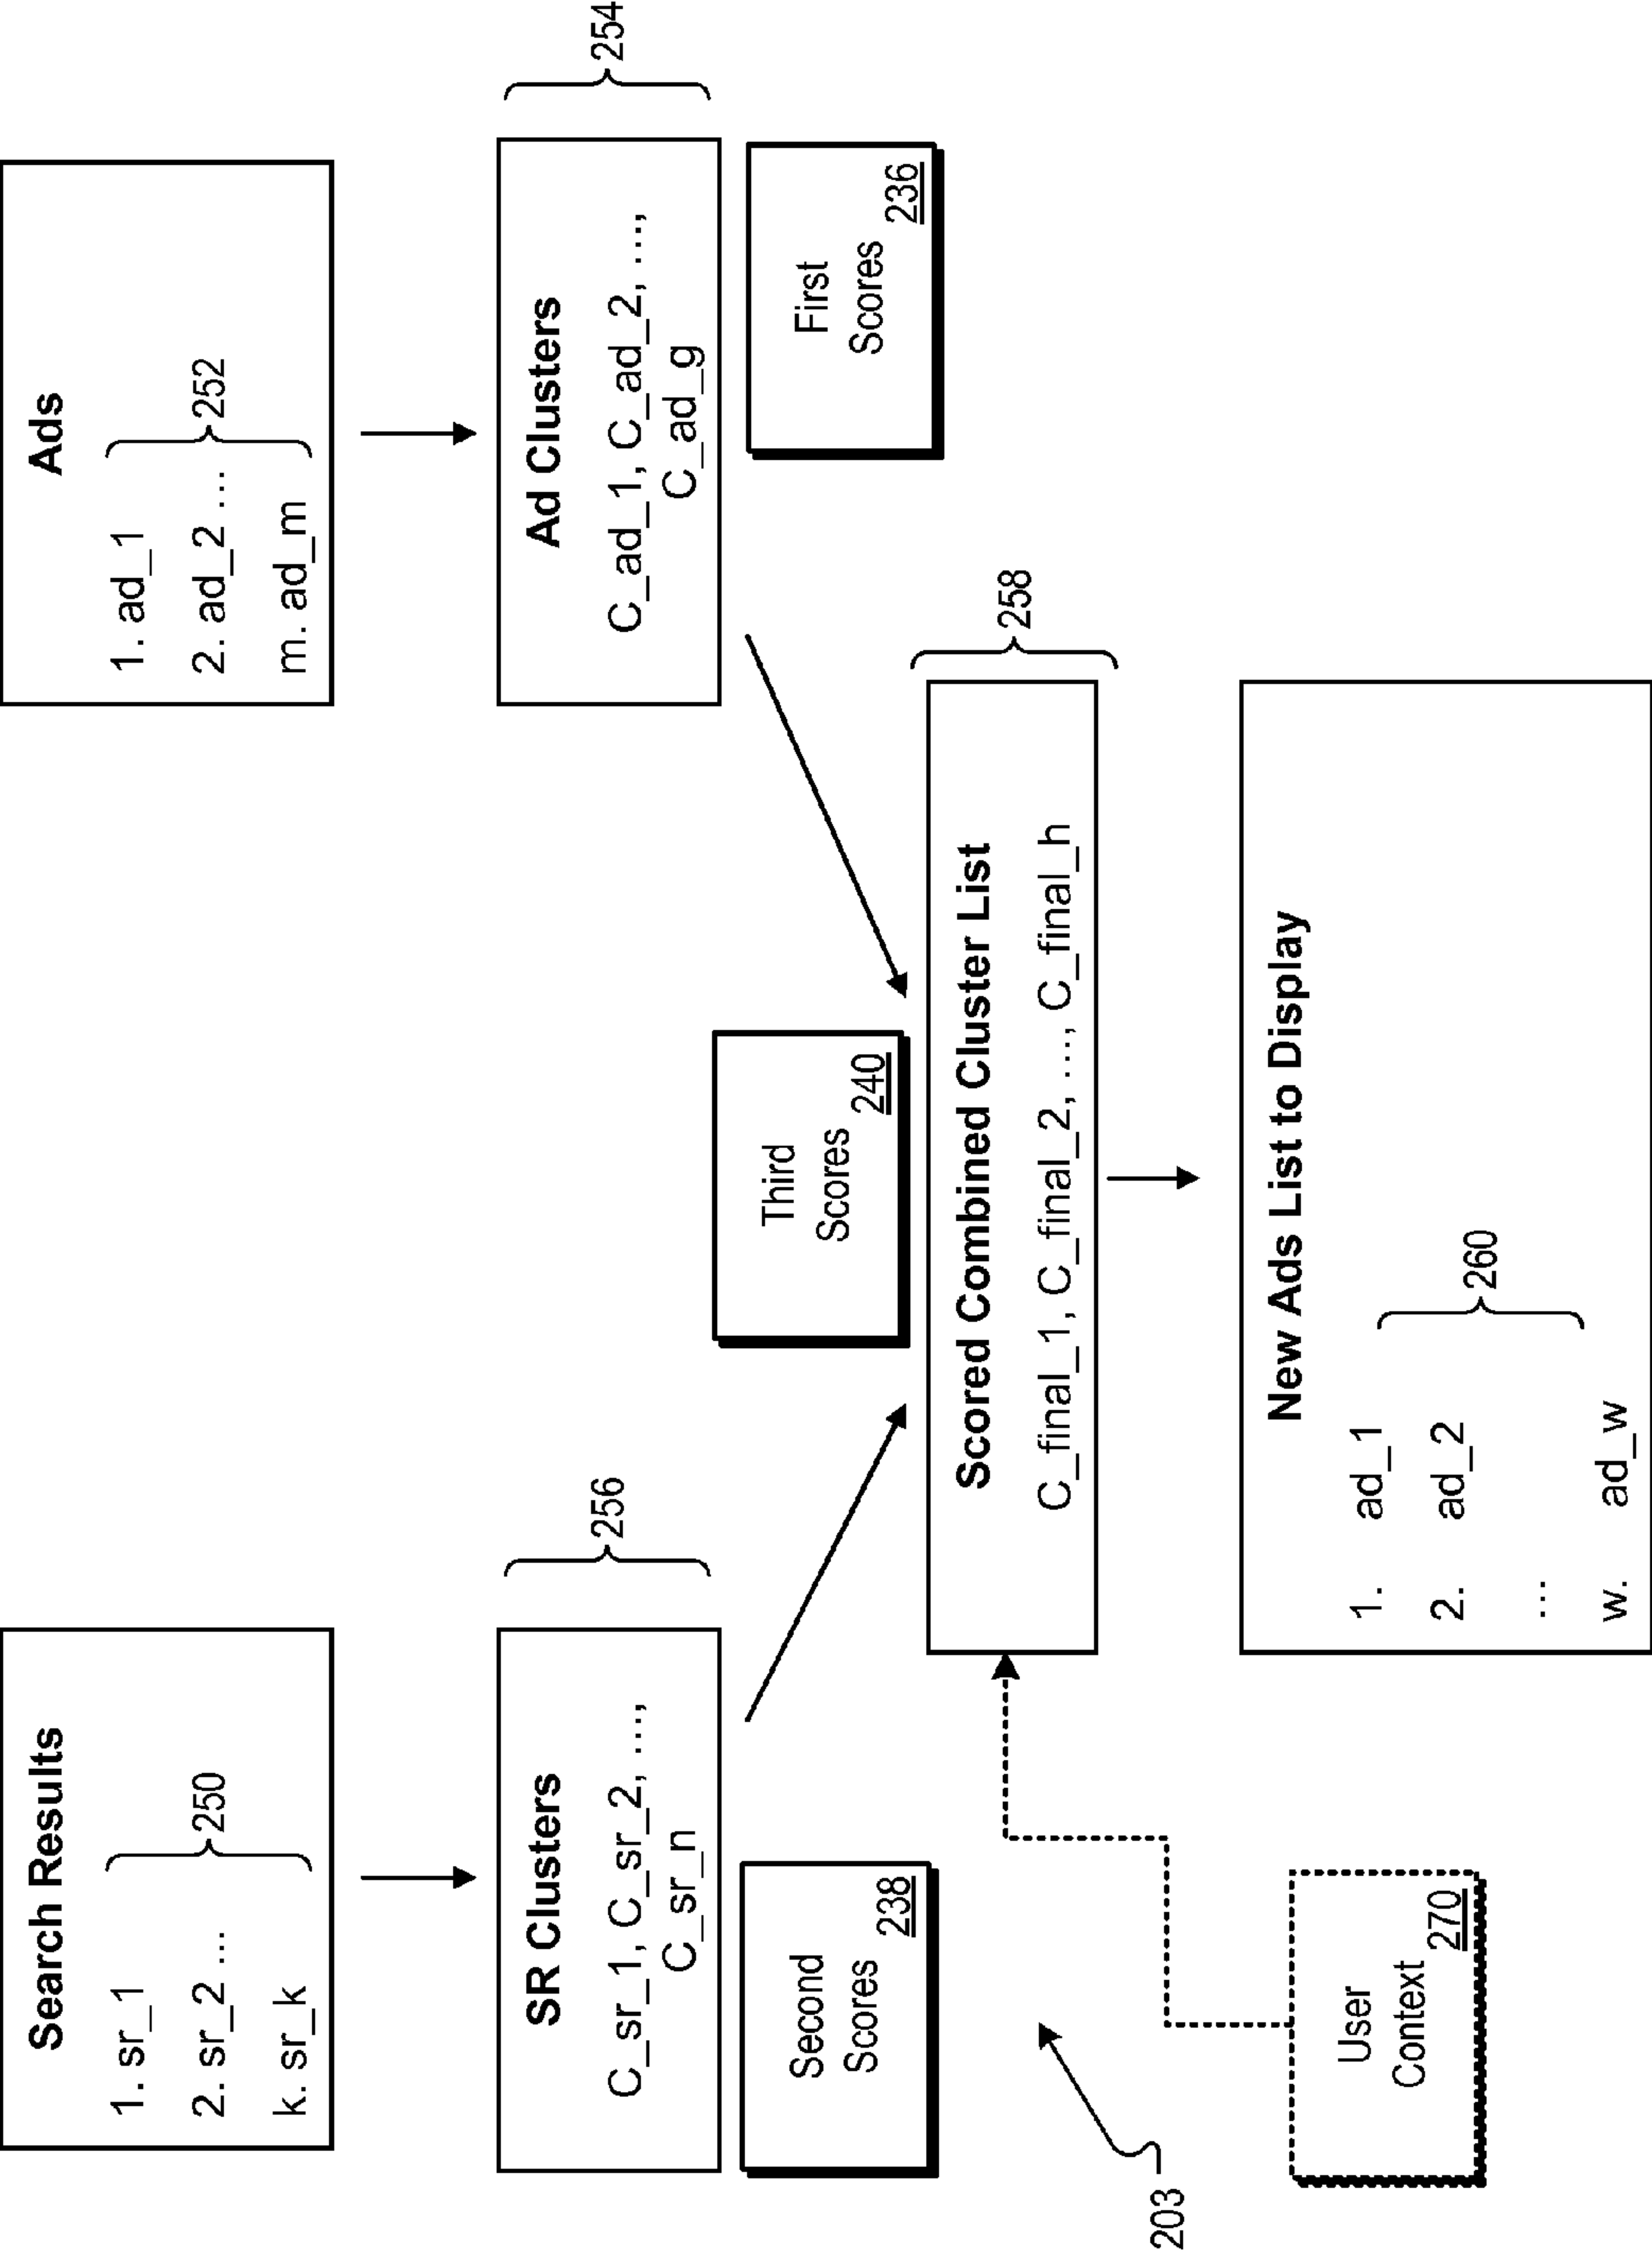 Search Results
1. sr_1
2. sr_2 ...
k. sr_k
250
Ads
1. ad_1
2. ad_2 ...
m. ad_m
252
SR Clusters
C_sr_1, C_sr_2, ...,
C_sr_n
256
Ad Clusters
C_ad_1, C_ad_2, ...,
C_ad_g
254
Second
Scores
238
Third
Scores
240
First
Scores
236
Scored Combined Cluster List
C_final_1, C_final_2, ..., C_final_h
258
203
User
Context
270
New Ads List to Display
1. ad_1
2. ad_2
...
w. ad_w
260